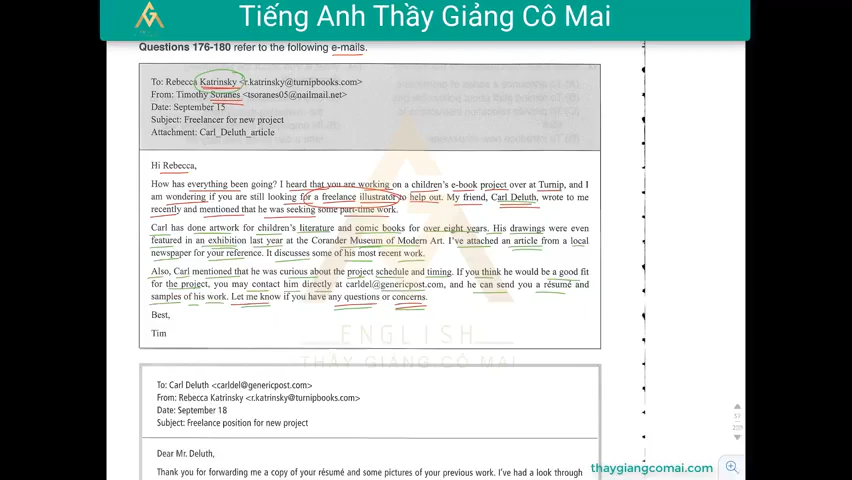 Tiếng Anh Thầy Giảng Cô Mai
Questions 176-180 refer to the following e-mails.
To: Rebecca Katrinsky <r.katrinsky@turnipbooks.com>
From: Timothy Soranes <tsoranes05@nailmail.net>
Date: September 15
Subject: Freelancer for new project
Attachment: Carl_Deluth_article
Hi Rebecca,
How has everything been going? I heard that you are working on a children's e-book project over at Turnip, and I
am wondering if you are still looking for a freelance illustrator to help out. My friend, Carl Deluth, wrote to me
recently and mentioned that he was seeking some part-time work.
Carl has done artwork for children's literature and comic books for over eight years. His drawings were even
featured in an exhibition last year at the Corander Museum of Modern Art. I've attached an article from a local
newspaper for your reference. It discusses some of his most recent work.
Also, Carl mentioned that he was curious about the project schedule and timing. If you think he would be a good fit
for the project, you may contact him directly at carldel@genericpost.com, and he can send you a résumé and
samples of his work. Let me know if you have any questions or concerns.
Best,
Tim
ENGLISH
THẦY GIẢNG CÔ MAI
To: Carl Deluth <carldel@genericpost.com>
From: Rebecca Katrinsky <r.katrinsky@turnipbooks.com>
Date: September 18
Subject: Freelance position for new project
Dear Mr. Deluth,
Thank you for forwarding me a copy of your résumé and some pictures of your previous work. I've had a look through
thaygiangcomai.com